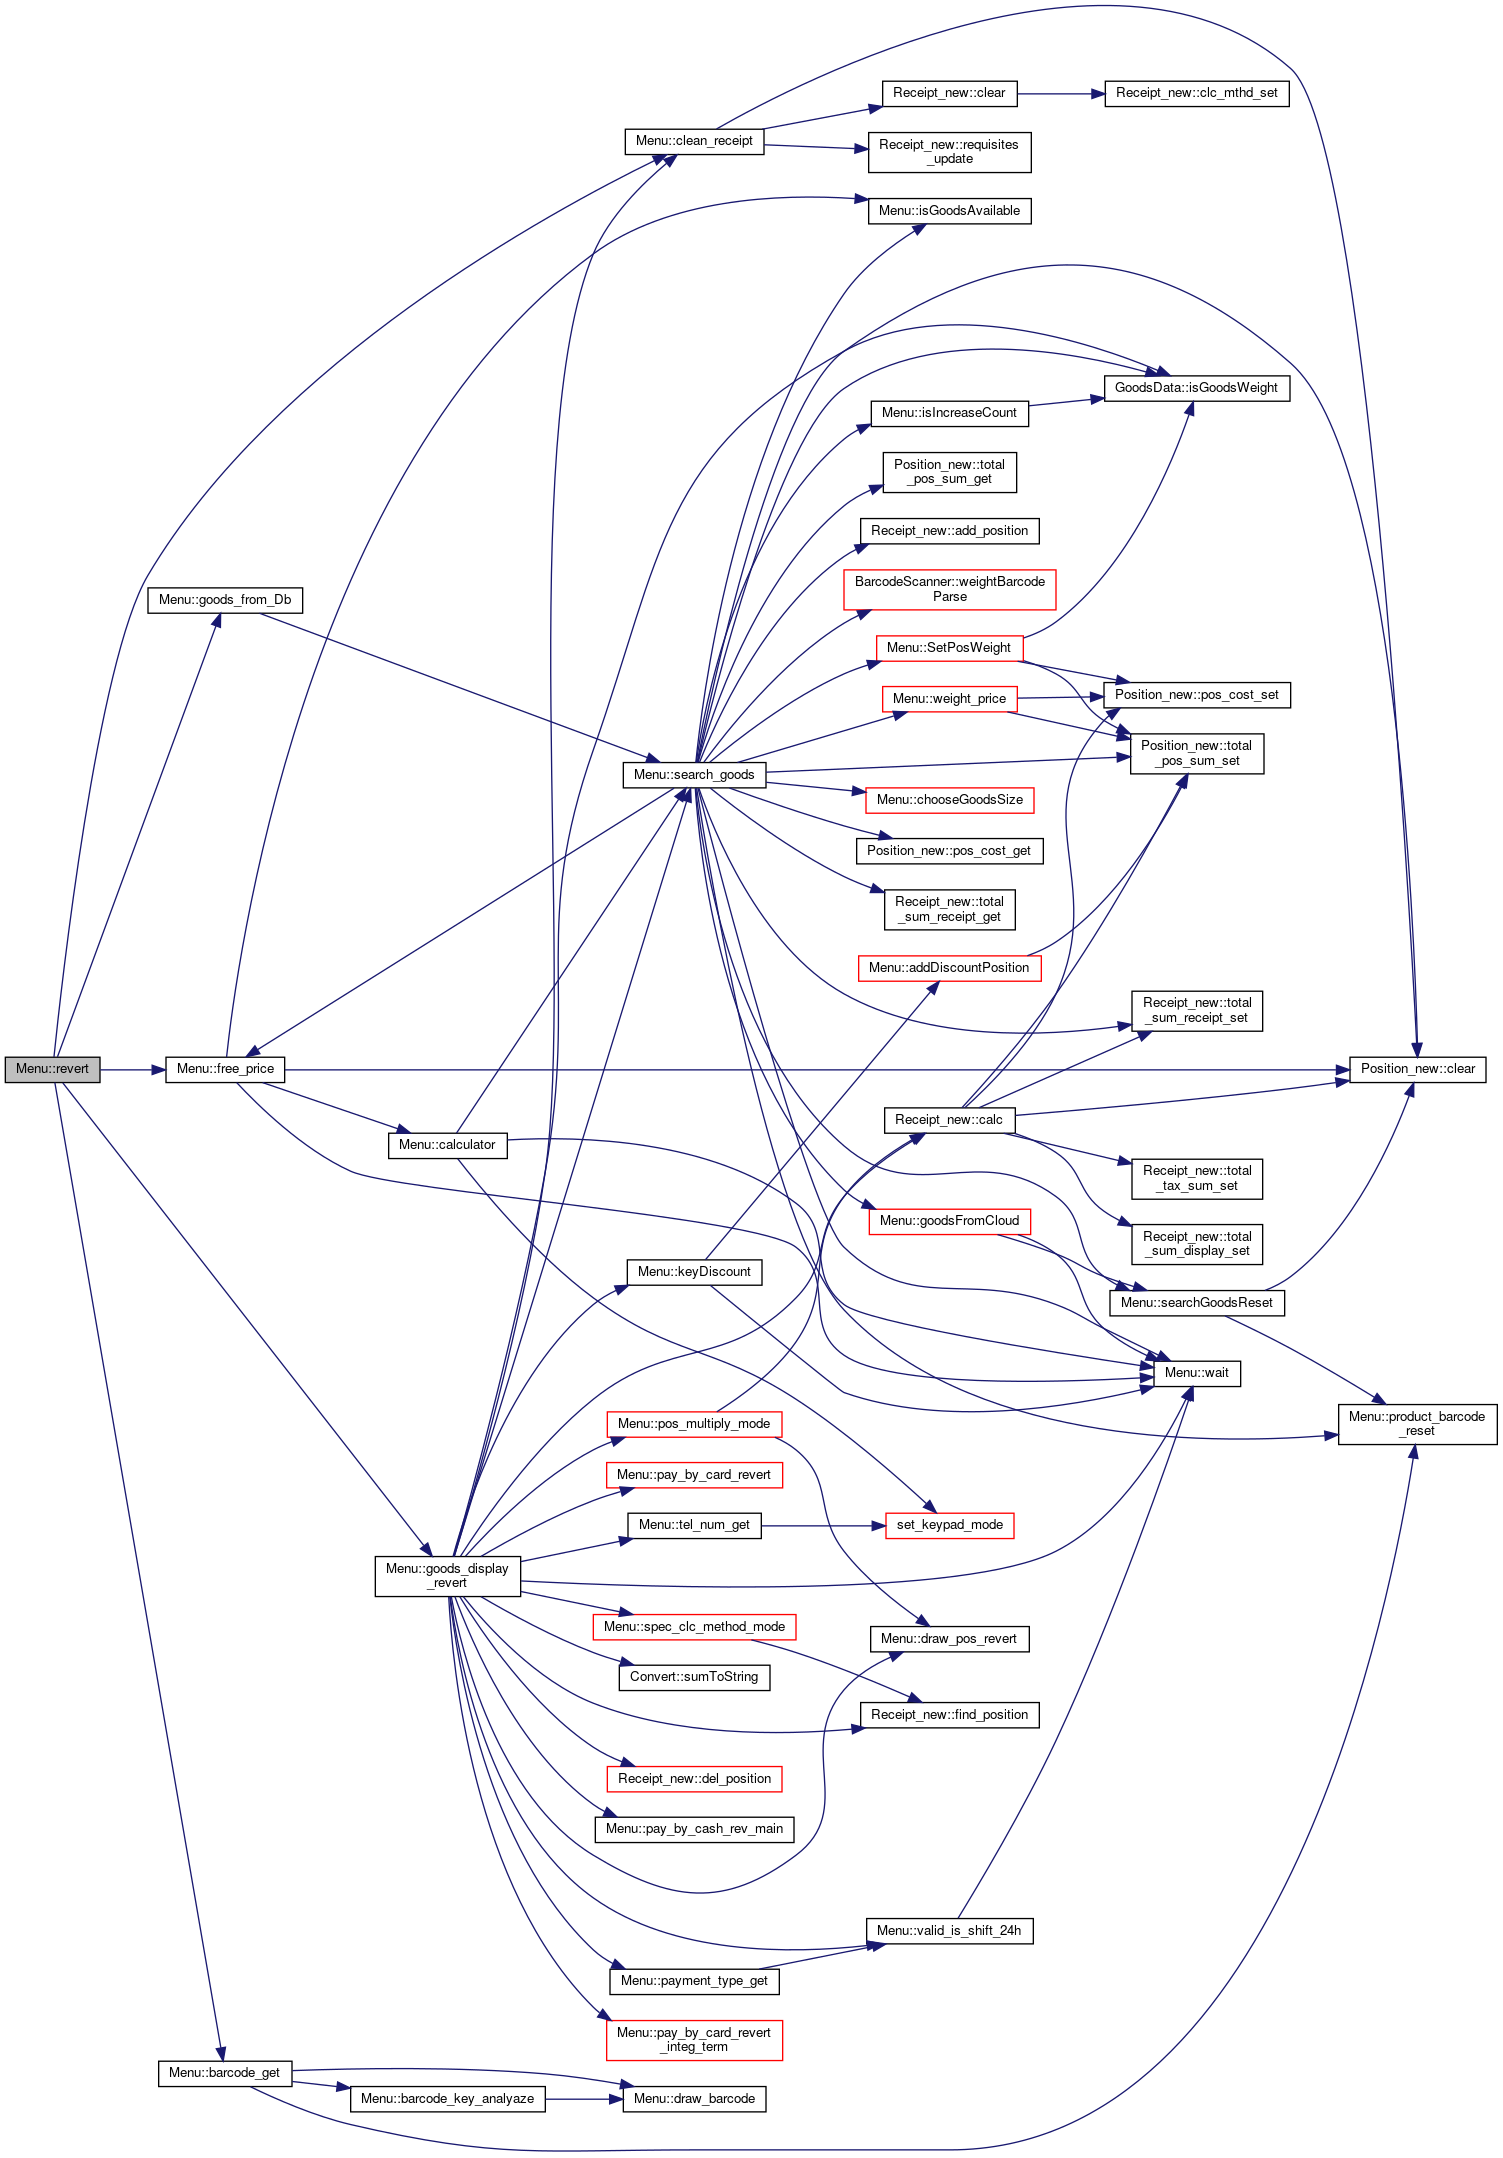 Receipt_new::clear
Receipt_new::clc_mthd_set
Menu::clean_receipt
Receipt_new::requisites
_update
Menu::isGoodsAvailable
GoodsData::isGoodsWeight
Menu::isIncreaseCount
Position_new::total
_pos_sum_get
Receipt_new::add_position
BarcodeScanner::weightBarcode
Parse
Menu::goods_from_Db
Menu::SetPosWeight
Menu::weight_price
Position_new::pos_cost_set
Position_new::total
_pos_sum_set
Menu::search_goods
Menu::chooseGoodsSize
Position_new::pos_cost_get
Receipt_new::total
_sum_receipt_get
Menu::addDiscountPosition
Receipt_new::total
_sum_receipt_set
Menu::revert
Menu::free_price
Position_new::clear
Receipt_new::calc
Menu::calculator
Receipt_new::total
_tax_sum_set
Menu::goodsFromCloud
Receipt_new::total
_sum_display_set
Menu::keyDiscount
Menu::searchGoodsReset
Menu::wait
Menu::pos_multiply_mode
Menu::product_barcode
_reset
Menu::pay_by_card_revert
Menu::tel_num_get
set_keypad_mode
Menu::goods_display
_revert
Menu::spec_clc_method_mode
Menu::draw_pos_revert
Convert::sumToString
Receipt_new::find_position
Receipt_new::del_position
Menu::pay_by_cash_rev_main
Menu::valid_is_shift_24h
Menu::payment_type_get
Menu::pay_by_card_revert
_integ_term
Menu::barcode_get
Menu::barcode_key_analyaze
Menu::draw_barcode